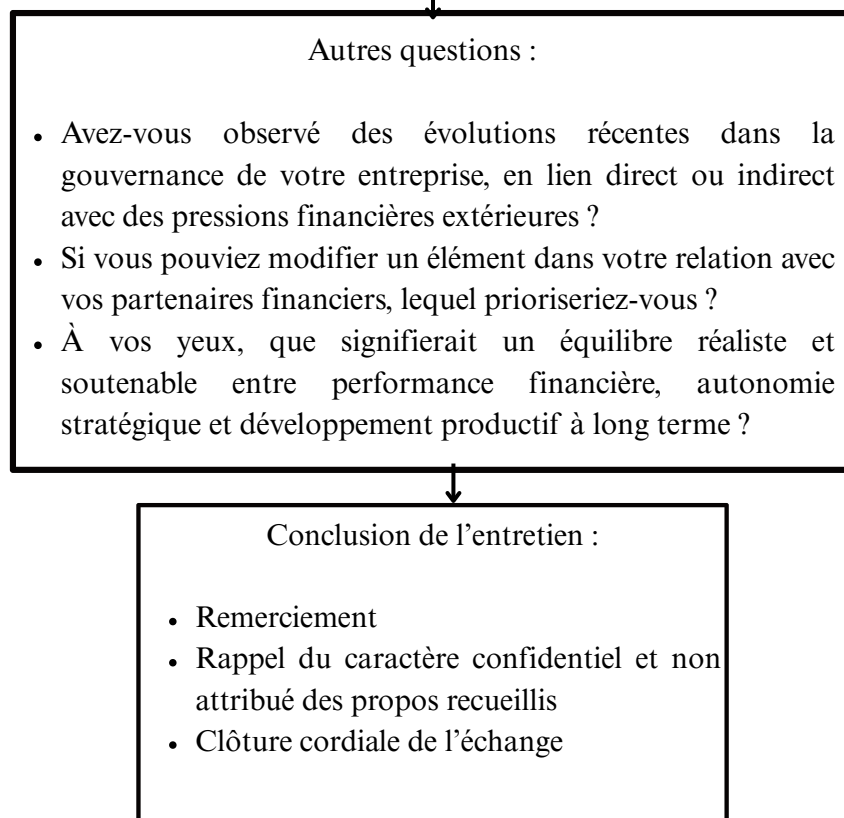 Autres questions :
• Avez-vous observé des évolutions récentes dans la
gouvernance de votre entreprise, en lien direct ou indirect
avec des pressions financières extérieures ?
• Si vous pouviez modifier un élément dans votre relation avec
vos partenaires financiers, lequel prioriseriez-vous ?
• À vos yeux, que signifierait un équilibre réaliste et
soutenable entre performance financière, autonomie
stratégique et développement productif à long terme ?
Conclusion de l’entretien :
• Remerciement
• Rappel du caractère confidentiel et non
attribué des propos recueillis
• Clôture cordiale de l’échange